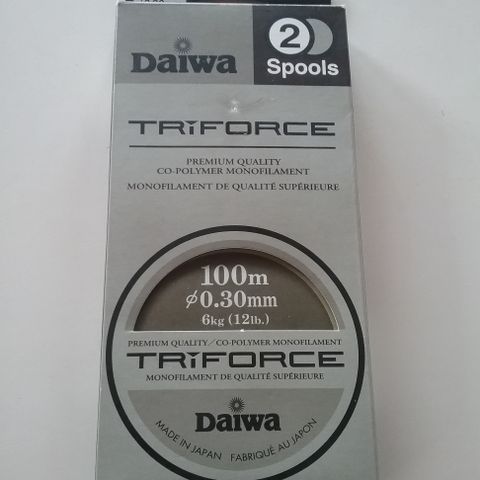 Daiwa
2
Spools
TRiFORCE
PREMIUM QUALITY
CO-POLYMER MONOFILAMENT
MONOFILAMENT DE QUALITÉ SUPÉRIEURE
100m
ø0.30mm
6kg (12lb.)
PREMIUM QUALITY/CO-POLYMER MONOFILAMENT
TRiFORCE
MONOFILAMENT DE QUALITÉ SUPÉRIEURE
Daiwa
MADE IN JAPAN FABRIQUÉ AU JAPON